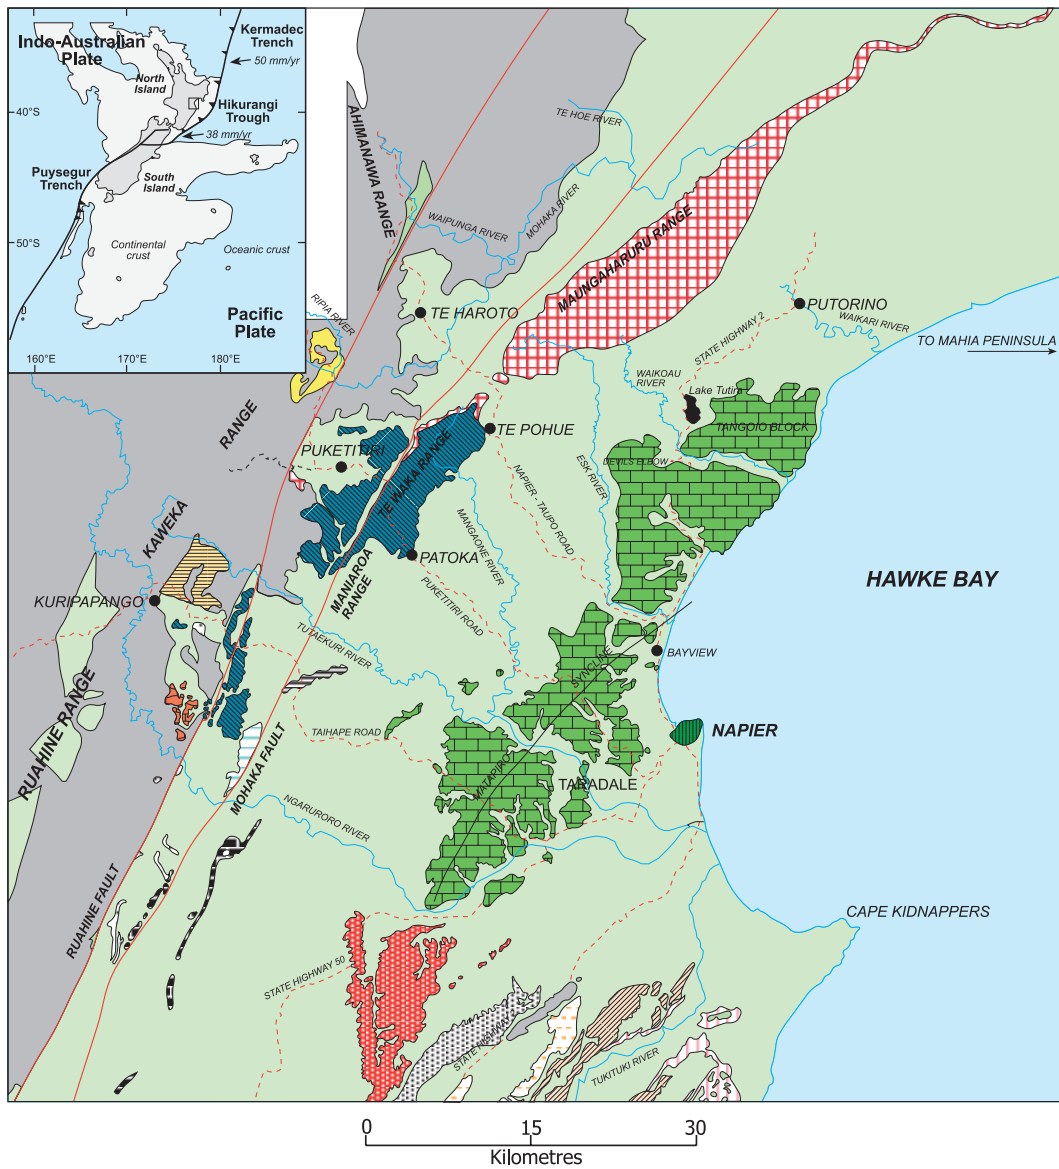 Indo-Australian
Plate
Kermadec
Trench
50 mm/yr
North
Island
40°S
Hikurangi
Trough
38 mm/yr
Puysegur
Trench
South
Island
50°S
Continental
crust
Oceanic crust
Pacific
Plate
160°E
170°E
180°E
AHIMANAWA RANGE
TE HOE RIVER
WAIPUNGA RIVER
MOHAKA RIVER
MAUNGAHARURU RANGE
RIPIA RIVER
TE HAROTO
PUTORINO
WAIKARI RIVER
STATE HIGHWAY 2
TO MAHIA PENINSULA
WAIKOAU
RIVER
Lake Tutira
TANGOIO BLOCK
RANGE
PUKETITIRI
TE WAKA RANGE
TE POHUE
DEVILS ELBOW
ESK RIVER
NAPIER - TAUPO ROAD
KAWEKA
MANGAONE RIVER
PATOKA
MANIAROA
RANGE
PUKETITIRI ROAD
HAWKE BAY
KURIPAPANGO
TUTAEKURI RIVER
BAYVIEW
SYNCLINE
RUAHINE RANGE
TAIHAPE ROAD
NAPIER
MOHAKA FAULT
MATAPIRO
TARADALE
NGARURORO RIVER
RUAHINE FAULT
CAPE KIDNAPPERS
STATE HIGHWAY 50
STATE HIGHWAY 2
TUKITUKI RIVER
0
15
30
Kilometres